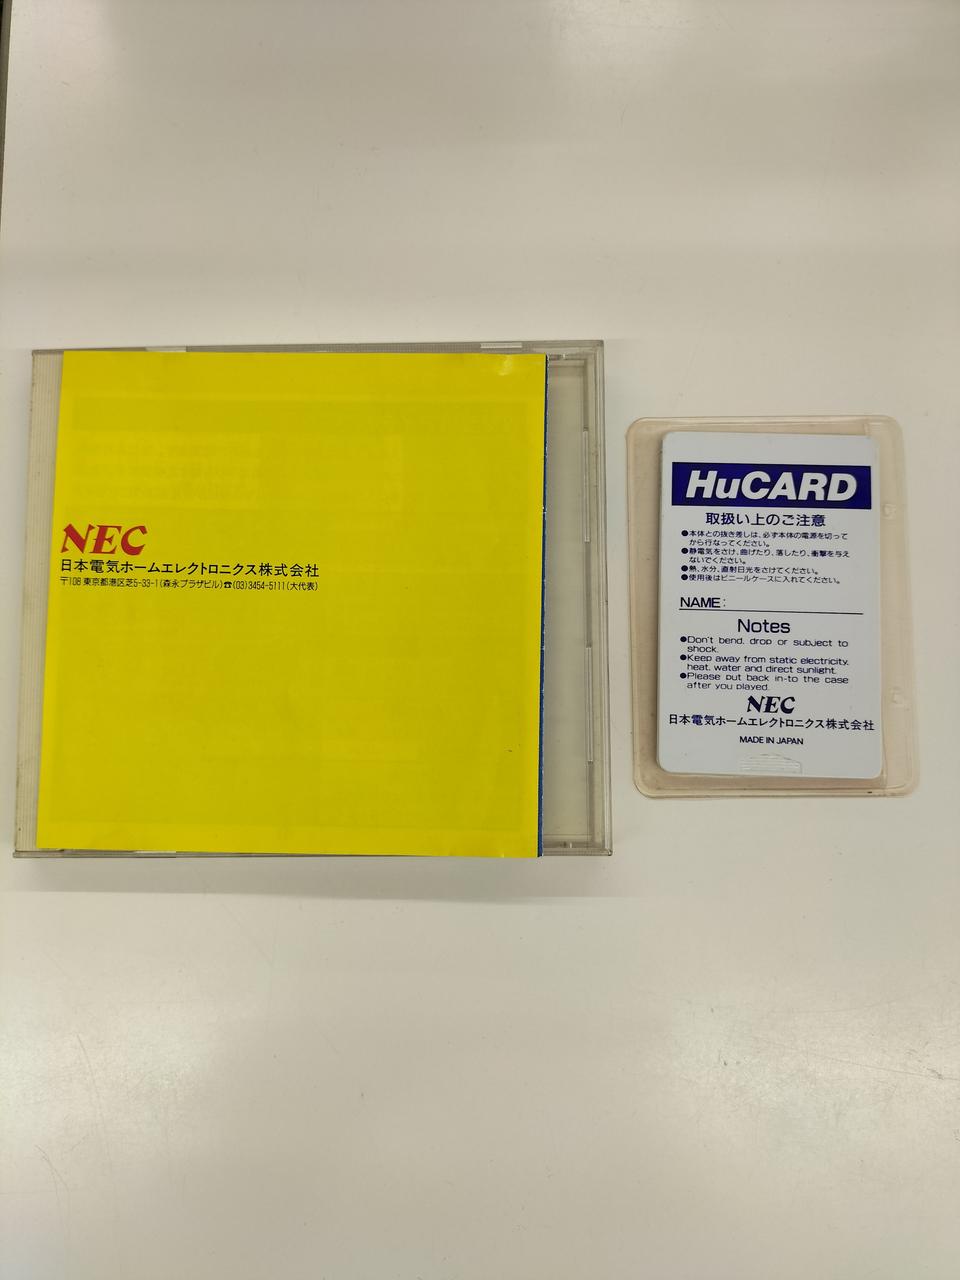 NEC
日本電気ホームエレクトロニクス株式会社
〒108 東京都港区芝5-33-1(森永プラザビル)☎(03)3454-5111(大代表)
HuCARD
取扱い上のご注意
●本体との抜き差しは、必ず本体の電源を切って
から行なってください。
●静電気をさけ、曲げたり、落したり、衝撃を与え
ないでください。
●熱、水分、直射日光をさけてください。
●使用後はビニールケースに入れてください。
NAME:
Notes
●Don't bend, drop or subject to
shock.
●Keep away from static electricity,
heat, water and direct sunlight.
●Please put back in-to the case
after you played.
NEC
日本電気ホームエレクトロニクス株式会社
MADE IN JAPAN